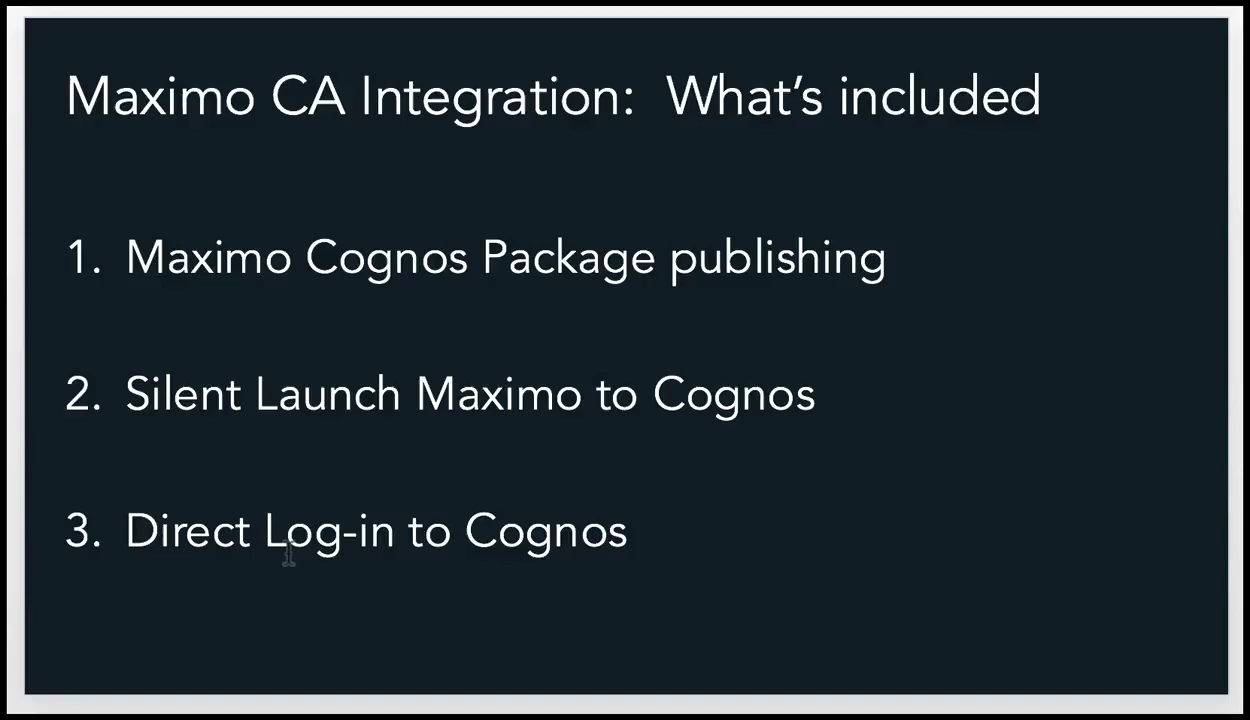 Maximo CA Integration:  What’s included
1. Maximo Cognos Package publishing
2. Silent Launch Maximo to Cognos
3. Direct Log-in to Cognos